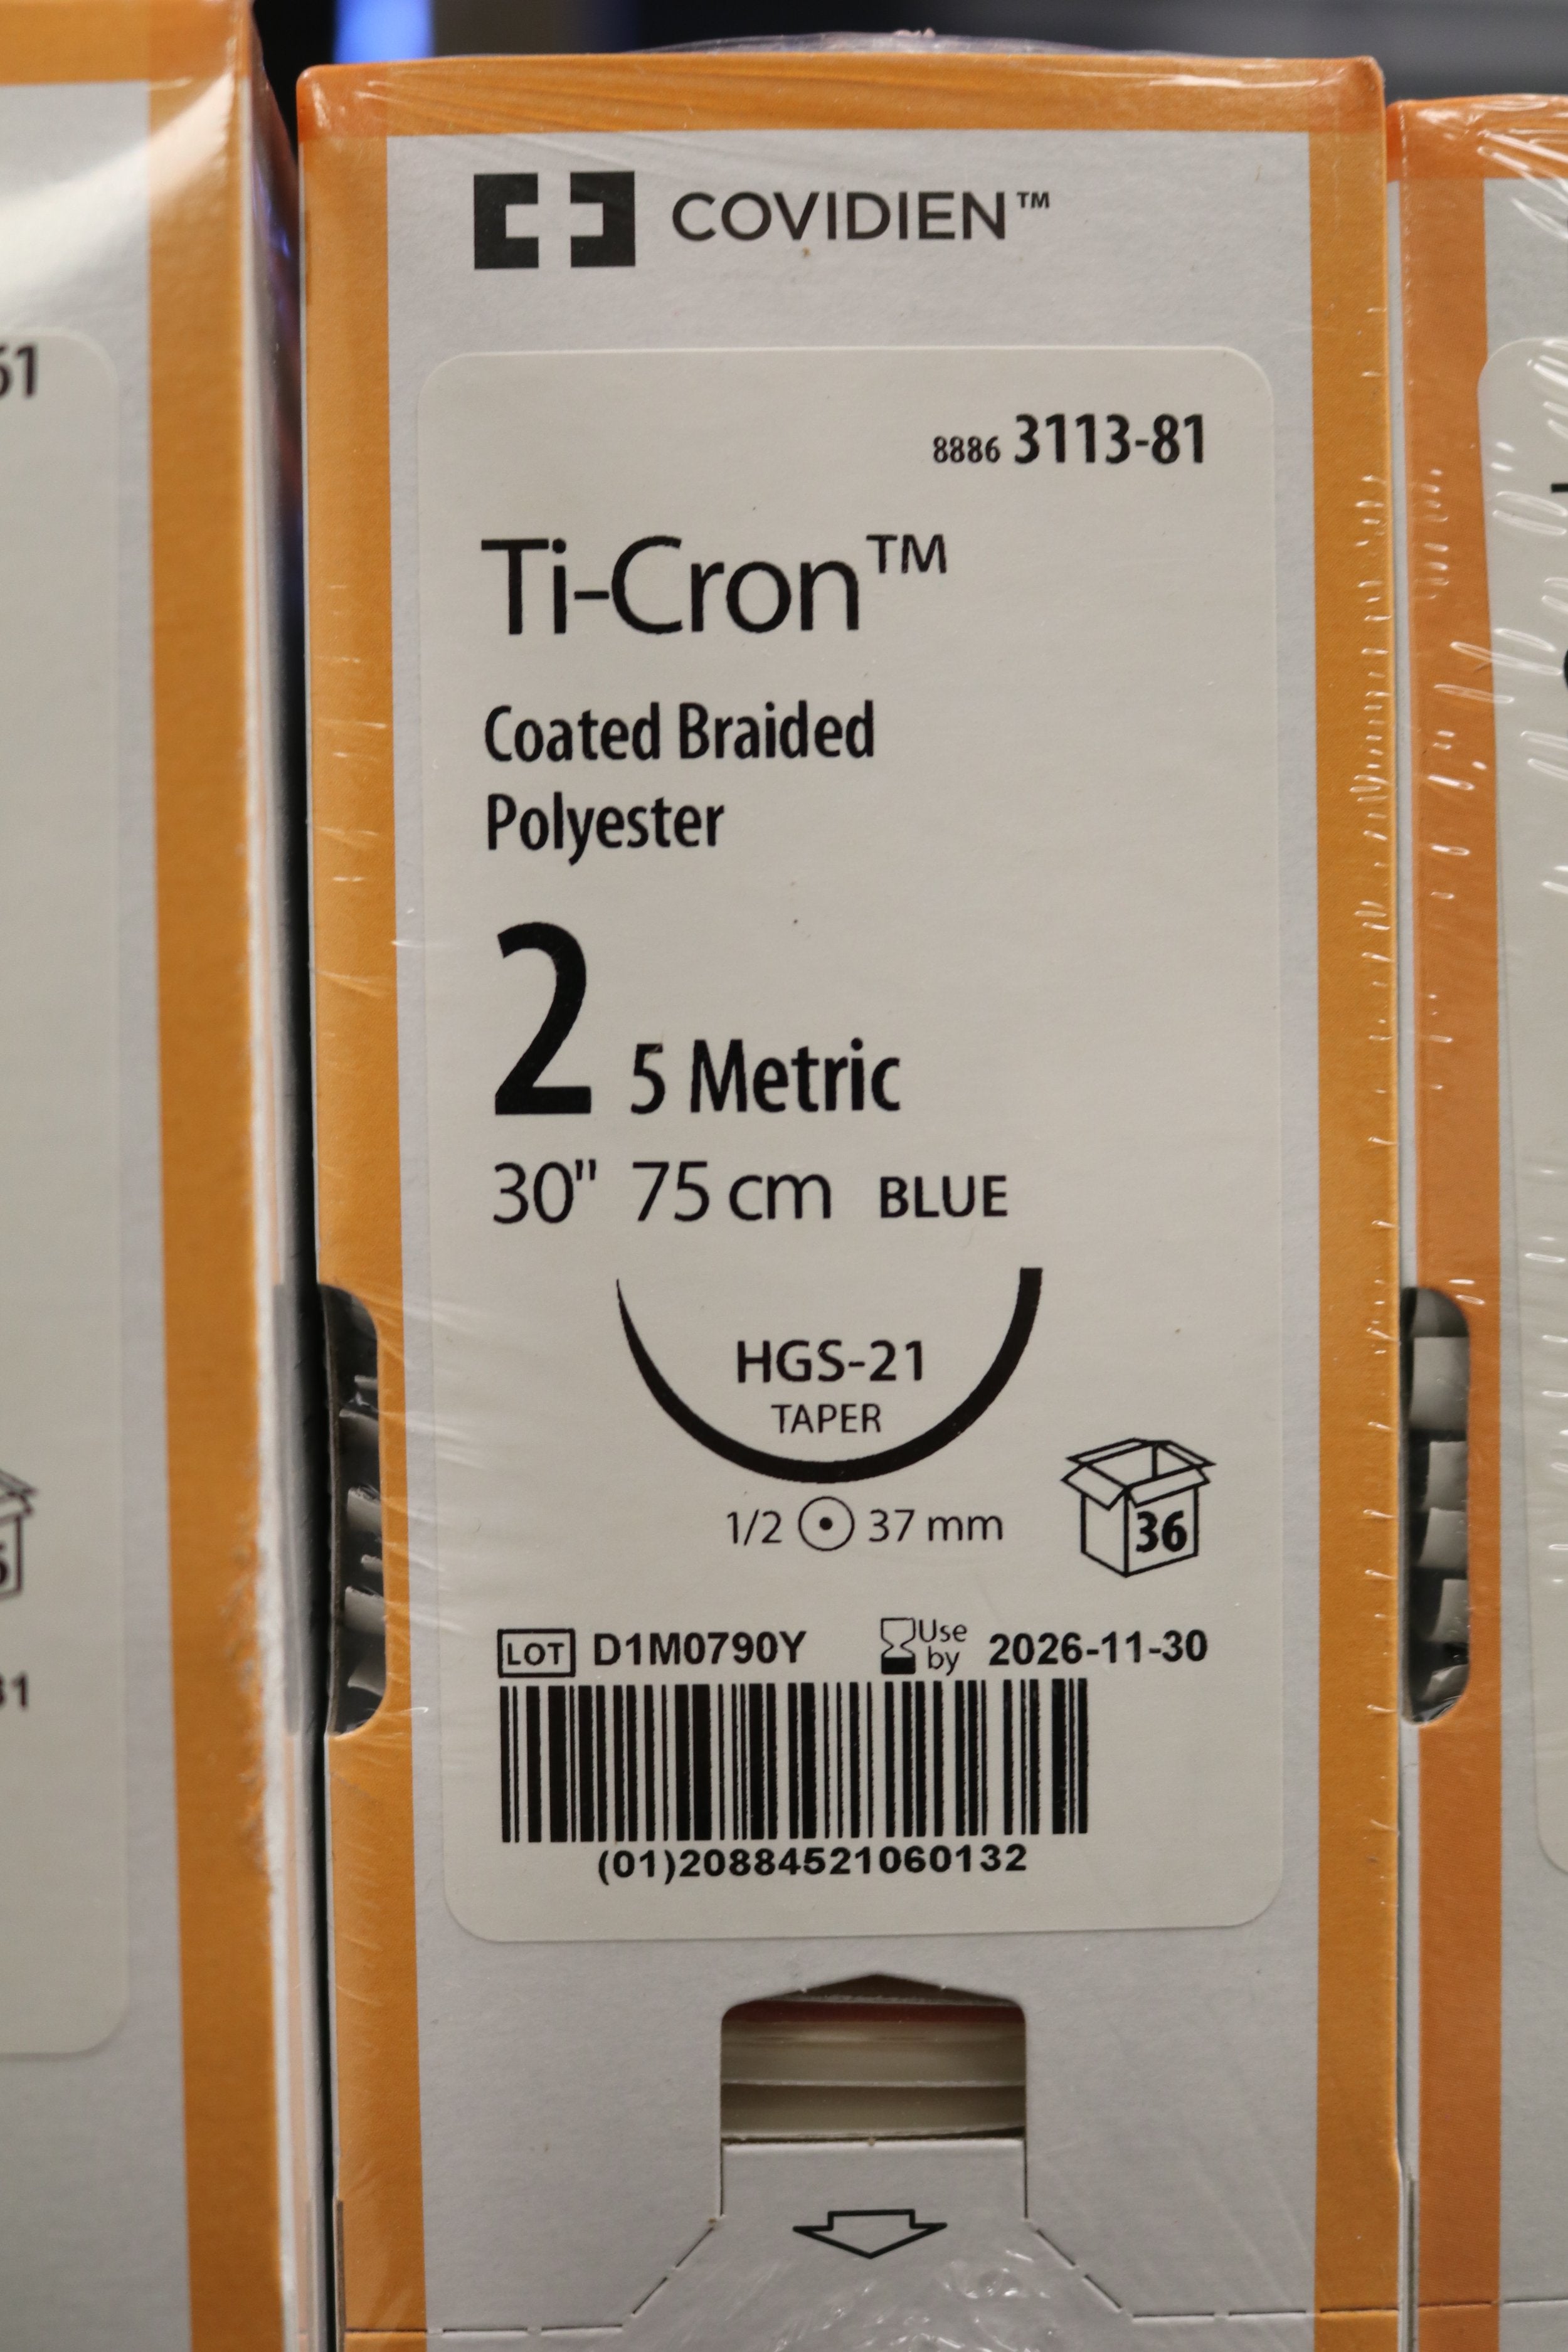 COVIDIEN™
8886 3113-81
Ti-Cron™
Coated Braided
Polyester
2 5 Metric
30" 75 cm BLUE
HGS-21
TAPER
1/2 37 mm
36
LOT D1M0790Y Use by 2026-11-30
(01)20884521060132
61